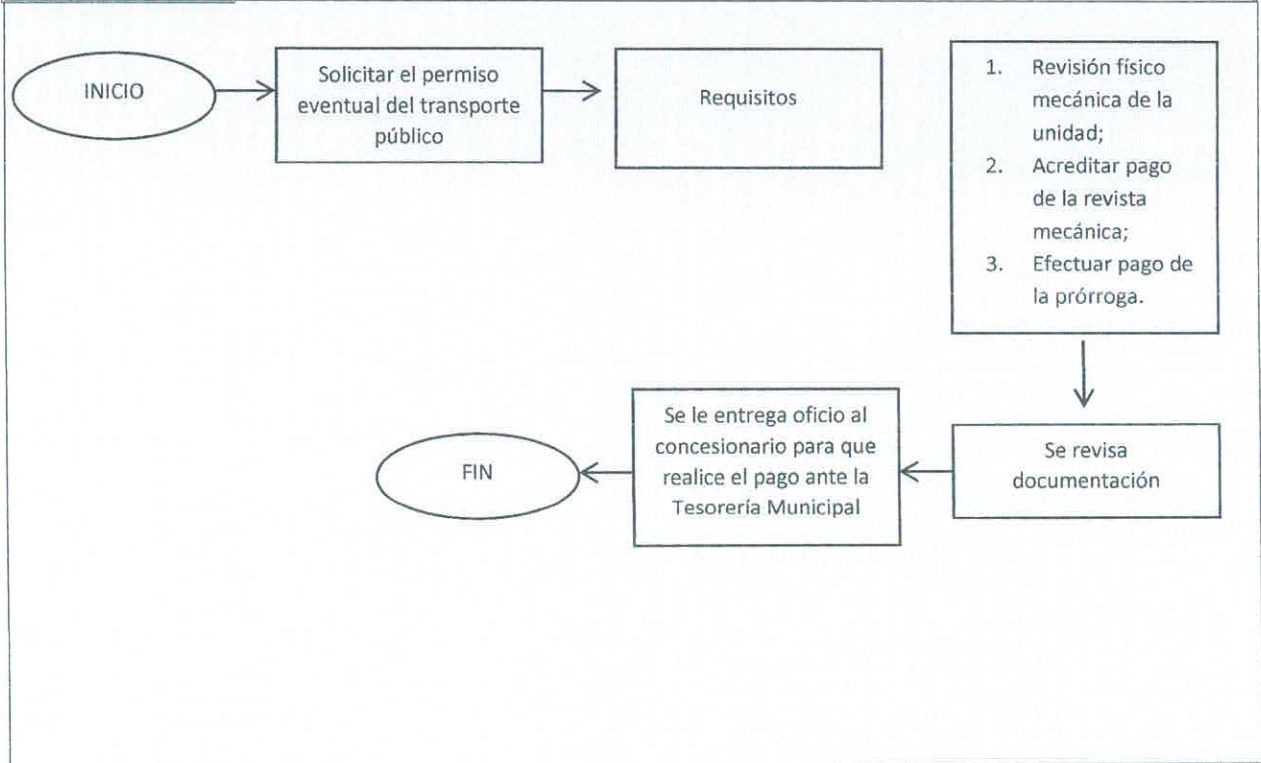 INICIO
Solicitar el permiso
eventual del transporte
público
Requisitos
1. Revisión físico
mecánica de la
unidad;
2. Acreditar pago
de la revista
mecánica;
3. Efectuar pago de
la prórroga.
Se revisa
documentación
Se le entrega oficio al
concesionario para que
realice el pago ante la
Tesorería Municipal
FIN